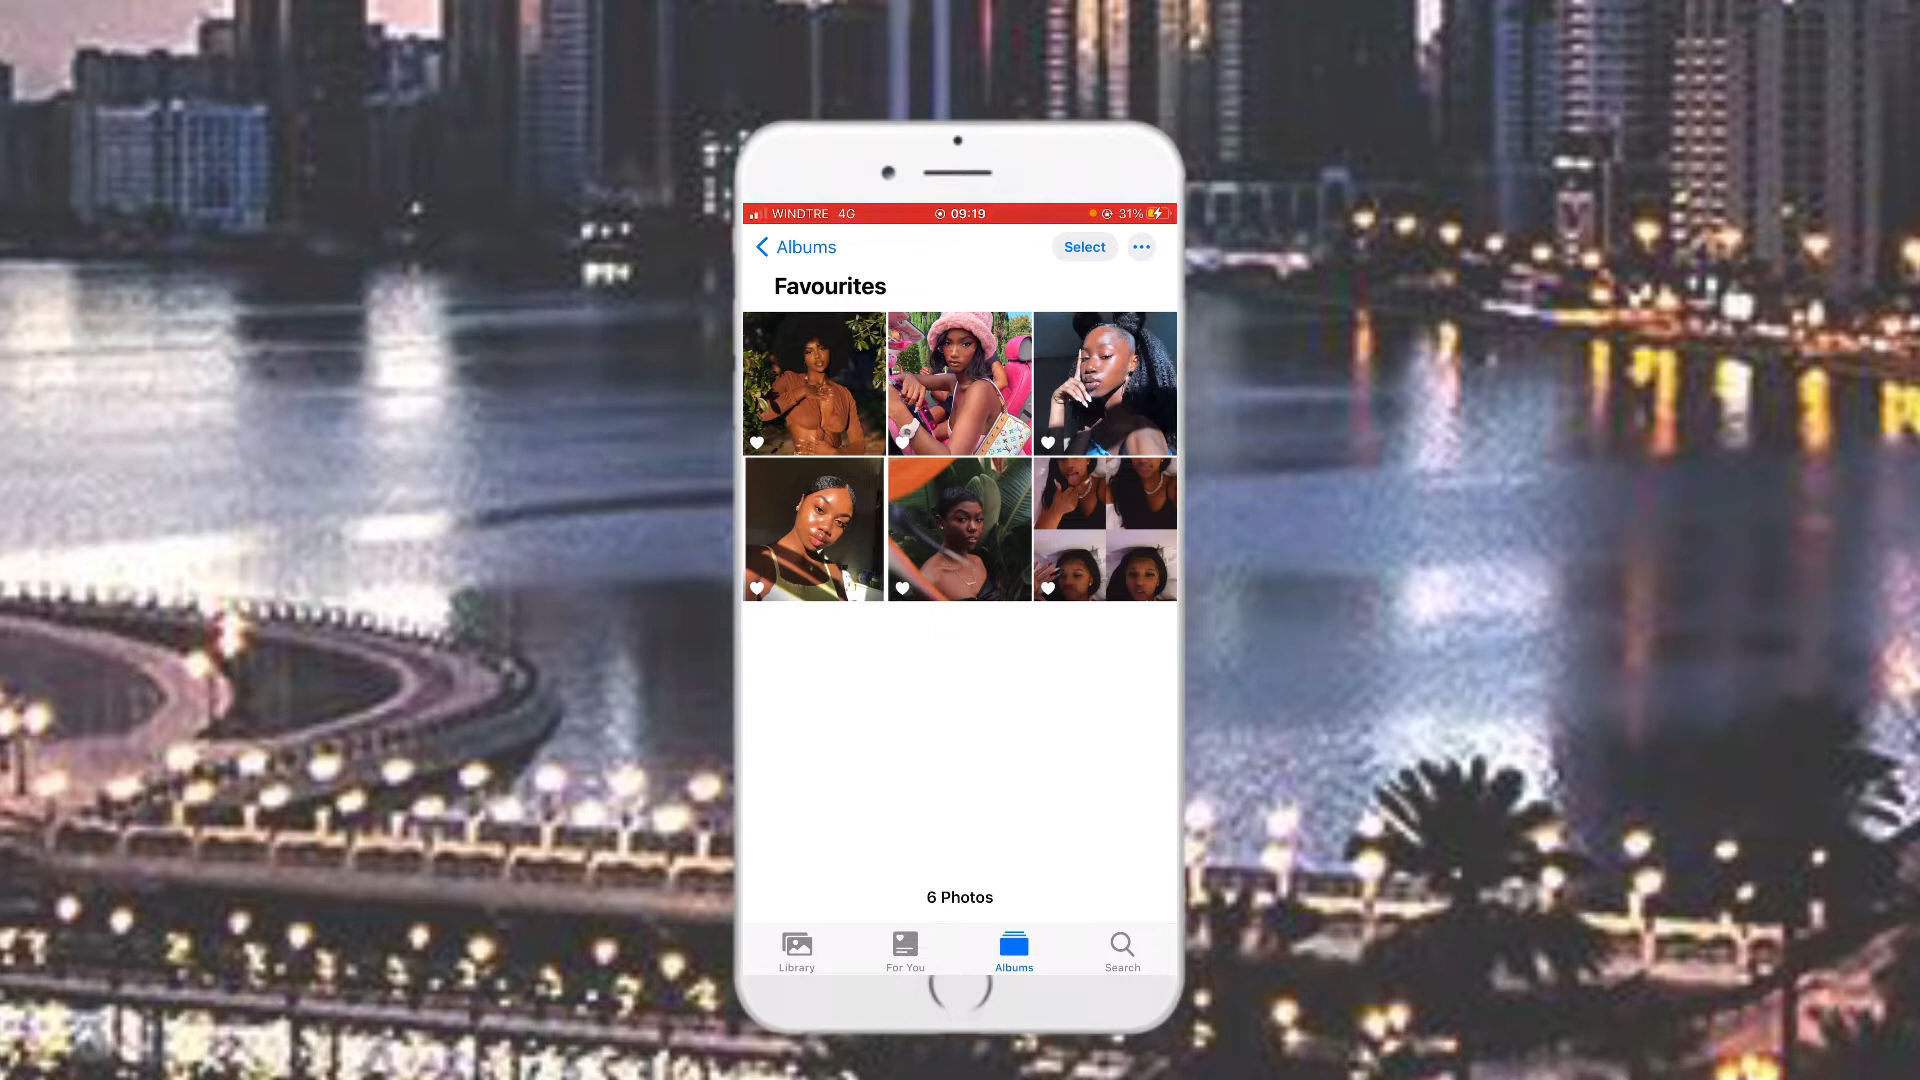 WINDTRE 4G 09:19 31%
Albums Select
Favourites
6 Photos
Library For You Albums Search